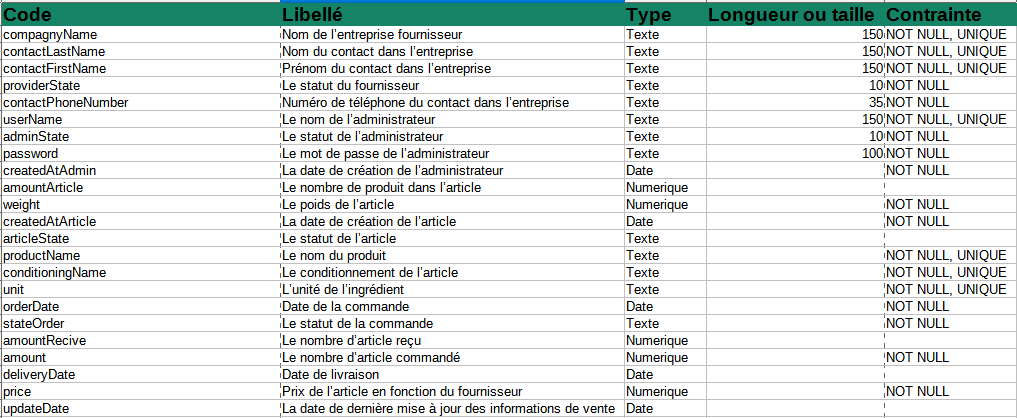 Code Libellé Type Longueur ou taille Contrainte
compagnyName Nom de l'entreprise fournisseur Texte 150 NOT NULL, UNIQUE
contactLastName Nom du contact dans l'entreprise Texte 150 NOT NULL, UNIQUE
contactFirstName Prénom du contact dans l'entreprise Texte 150 NOT NULL, UNIQUE
providerState Le statut du fournisseur Texte 10 NOT NULL
contactPhoneNumber Numéro de téléphone du contact dans l'entreprise Texte 35 NOT NULL
userName Le nom de l'administrateur Texte 150 NOT NULL, UNIQUE
adminState Le statut de l'administrateur Texte 10 NOT NULL
password Le mot de passe de l'administrateur Texte 100 NOT NULL
createdAtAdmin La date de création de l'administrateur Date NOT NULL
amountArticle Le nombre de produit dans l'article Numerique
weight Le poids de l'article Numerique NOT NULL
createdAtArticle La date de création de l'article Date NOT NULL
articleState Le statut de l'article Texte
productName Le nom du produit Texte NOT NULL, UNIQUE
conditioningName Le conditionnement de l'article Texte NOT NULL, UNIQUE
unit L'unité de l'ingrédient Texte NOT NULL, UNIQUE
orderDate Date de la commande Date NOT NULL
stateOrder Le statut de la commande Texte NOT NULL
amountRecive Le nombre d'article reçu Numerique
amount Le nombre d'article commandé Numerique NOT NULL
deliveryDate Date de livraison Date
price Prix de l'article en fonction du fournisseur Numerique NOT NULL
updateDate La date de dernière mise à jour des informations de vente Date